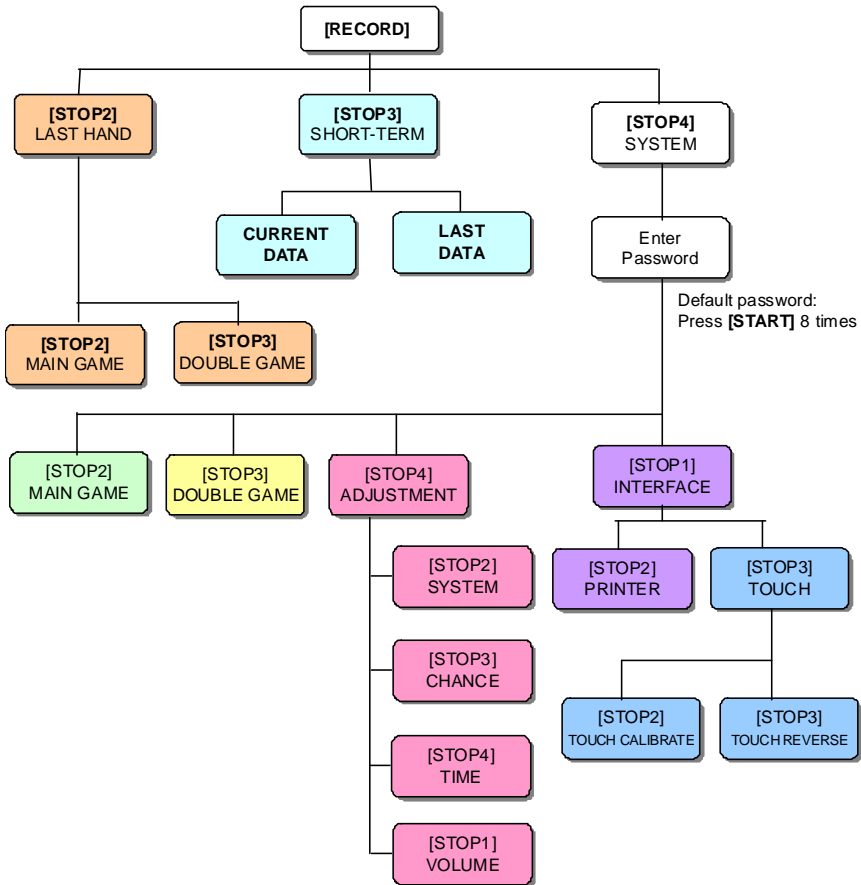 [RECORD]
[STOP2]
LAST HAND
[STOP3]
SHORT-TERM
[STOP4]
SYSTEM
CURRENT
DATA
LAST
DATA
Enter
Password
Default password:
Press [START] 8 times
[STOP2]
MAIN GAME
[STOP3]
DOUBLE GAME
[STOP2]
MAIN GAME
[STOP3]
DOUBLE GAME
[STOP4]
ADJUSTMENT
[STOP1]
INTERFACE
[STOP2]
SYSTEM
[STOP3]
CHANCE
[STOP4]
TIME
[STOP1]
VOLUME
[STOP2]
PRINTER
[STOP3]
TOUCH
[STOP2]
TOUCH CALIBRATE
[STOP3]
TOUCH REVERSE